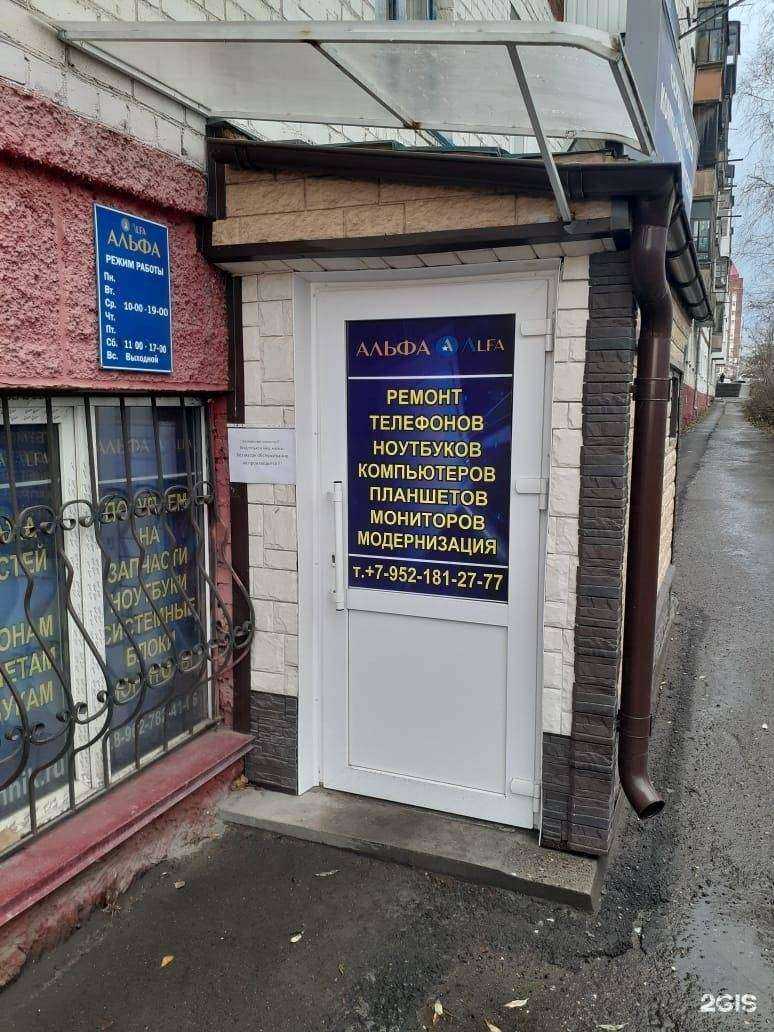 ALFA
АЛЬФА
РЕЖИМ РАБОТЫ
Пн.
Вт.
Ср. 10-00 -19-00
Чт.
Пт.
Сб. 11 00 - 17-00
Вс. Выходной
АЛЬФА ALFA
РЕМОНТ
ТЕЛЕФОНОВ
НОУТБУКОВ
КОМПЬЮТЕРОВ
ПЛАНШЕТОВ
МОНИТОРОВ
МОДЕРНИЗАЦИЯ
т.+7-952-181-27-77
АЛЬФА
НА
ЗАПЧАСТИ
НОУТБУКИ
СИСТЕМНЫЕ
БЛОКИ
2GIS